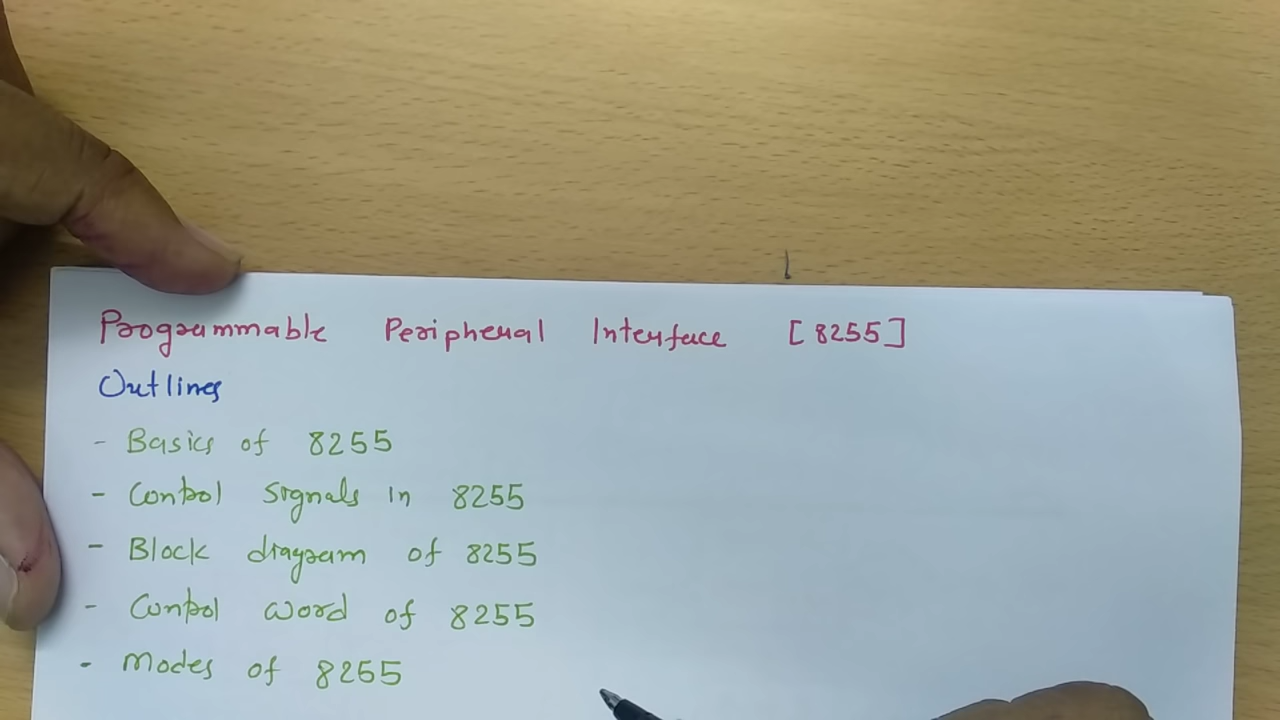 Programmable Peripheral Interface [8255]
Outlines
- Basics of 8255
- Control Signals in 8255
- Block diagram of 8255
- Control word of 8255
- Modes of 8255